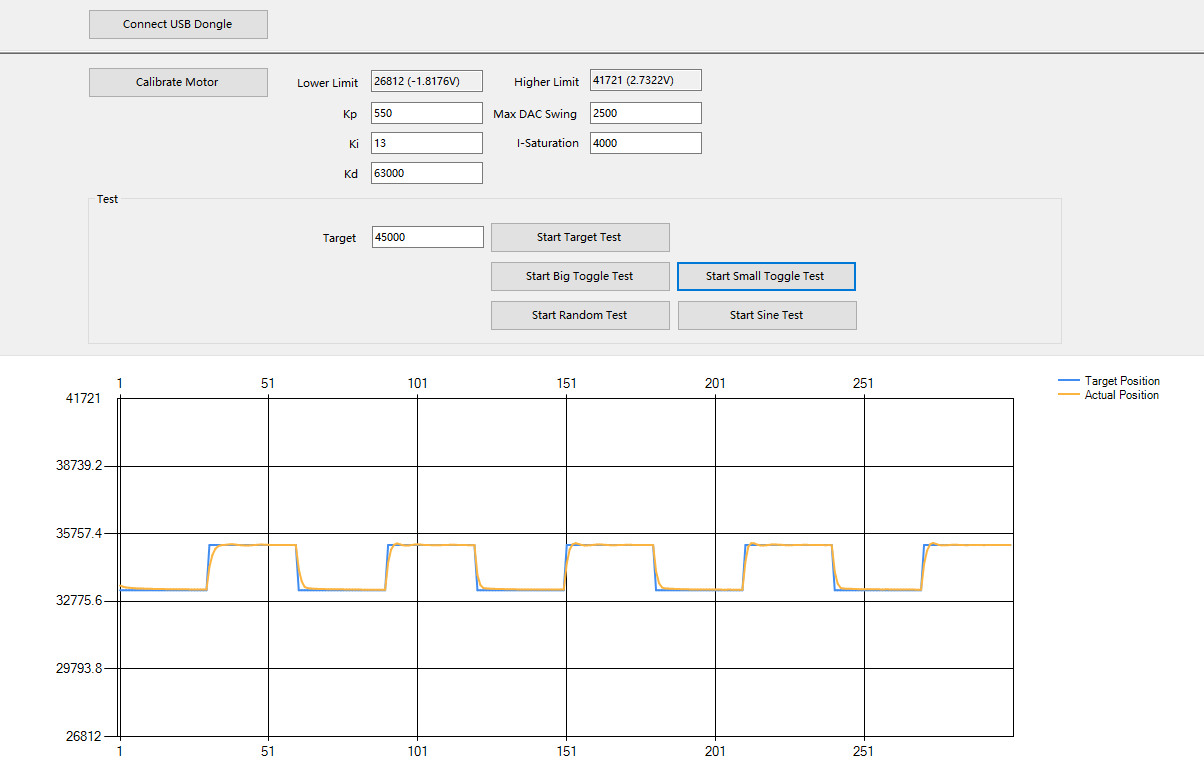 Connect USB Dongle
Calibrate Motor
Lower Limit 26812 (-1.8176V) Higher Limit 41721 (2.7322V)
Kp 550 Max DAC Swing 2500
Ki 13 I-Saturation 4000
Kd 63000
Test
Target 45000 Start Target Test
Start Big Toggle Test Start Small Toggle Test
Start Random Test Start Sine Test
1 51 101 151 201 251
Target Position
Actual Position
41721
38739.2
35757.4
32775.6
29793.8
26812
1 51 101 151 201 251